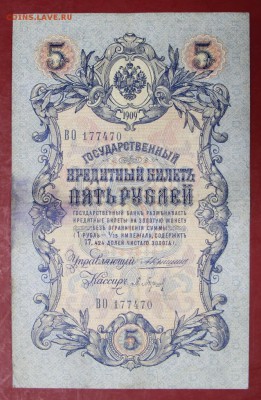 COINS.LAVE.RU
5 5
1909
ВО 177470
ГОСУДАРСТВЕННЫЙ
КРЕДИТНЫЙ БИЛЕТЪ
ПЯТЬ РУБЛЕЙ
ГОСУДАРСТВЕННЫЙ БАНКЪ РАЗМѢНИВАЕТЪ
КРЕДИТНЫЕ БИЛЕТЫ НА ЗОЛОТУЮ МОНЕТУ
БЕЗЪ ОГРАНИЧЕНІЯ СУММЫ
(1 РУБЛЬ = 1/15 ИМПЕРІАЛА, СОДЕРЖИТЪ
17,424 ДОЛЕЙ ЧИСТАГО ЗОЛОТА)
Управляющій
Кассиръ
ВО 177470
5